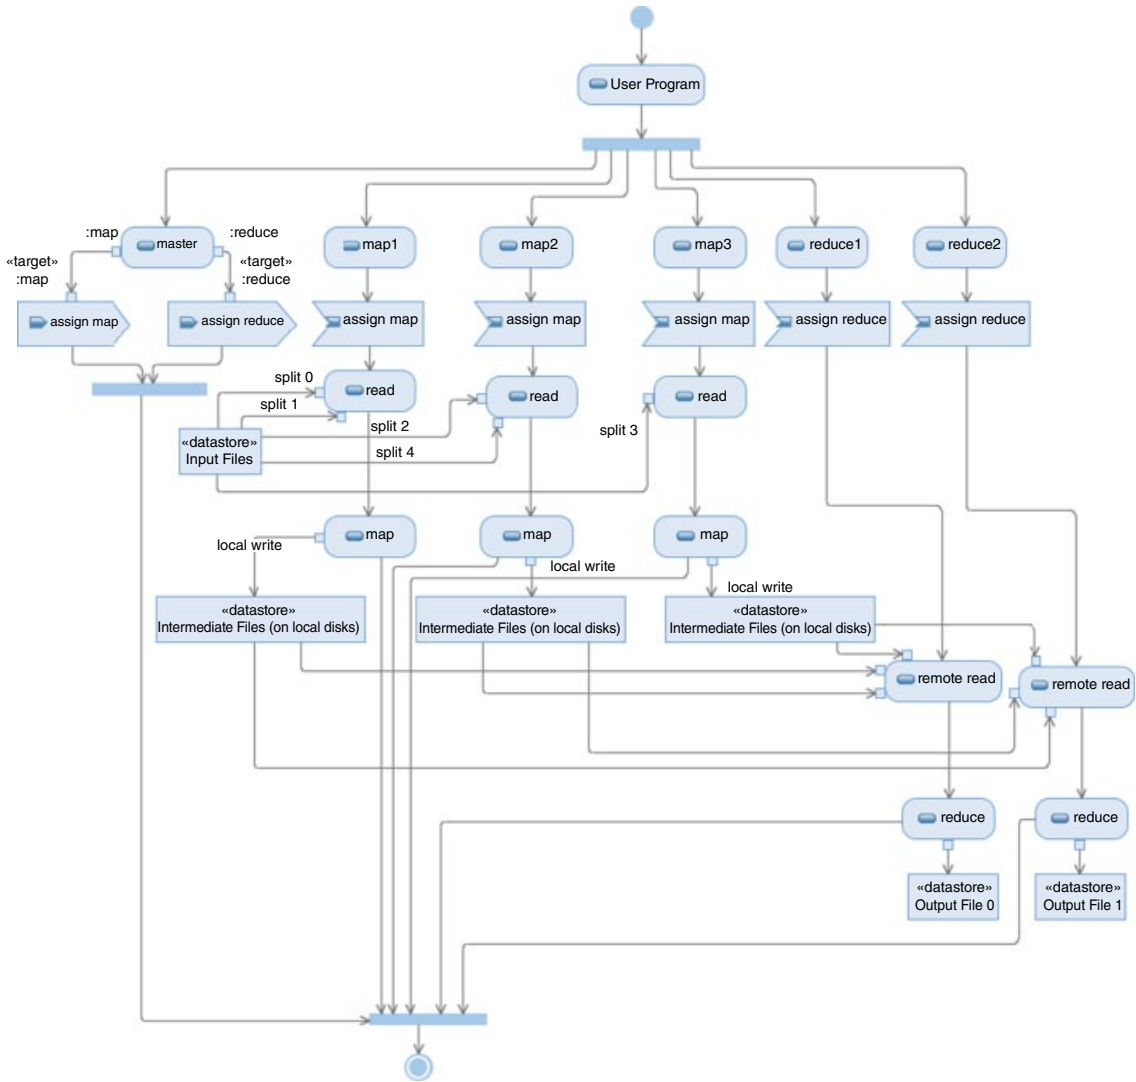 User Program
:map
master
:reduce
map1
map2
map3
reduce1
reduce2
«target»
:map
«target»
:reduce
assign map
assign reduce
assign map
assign map
assign map
assign reduce
assign reduce
split 0
read
read
read
split 1
split 2
split 3
«datastore»
Input Files
split 4
map
map
map
local write
local write
local write
«datastore»
Intermediate Files (on local disks)
«datastore»
Intermediate Files (on local disks)
«datastore»
Intermediate Files (on local disks)
remote read
remote read
reduce
reduce
«datastore»
Output File 0
«datastore»
Output File 1